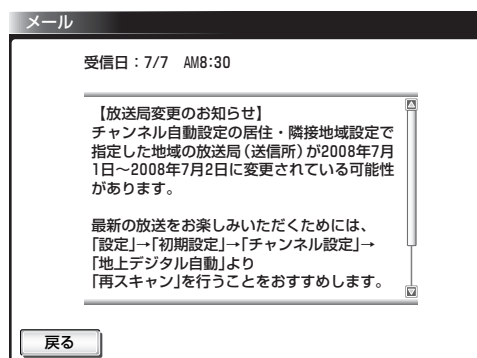 メール
受信日：7/7 AM8:30
【放送局変更のお知らせ】
チャンネル自動設定の居住・隣接地域設定で
指定した地域の放送局（送信所）が2008年7月
1日～2008年7月2日に変更されている可能性
があります。
最新の放送をお楽しみいただくためには、
「設定」→「初期設定」→「チャンネル設定」→
「地上デジタル自動」より
「再スキャン」を行うことをおすすめします。
戻る